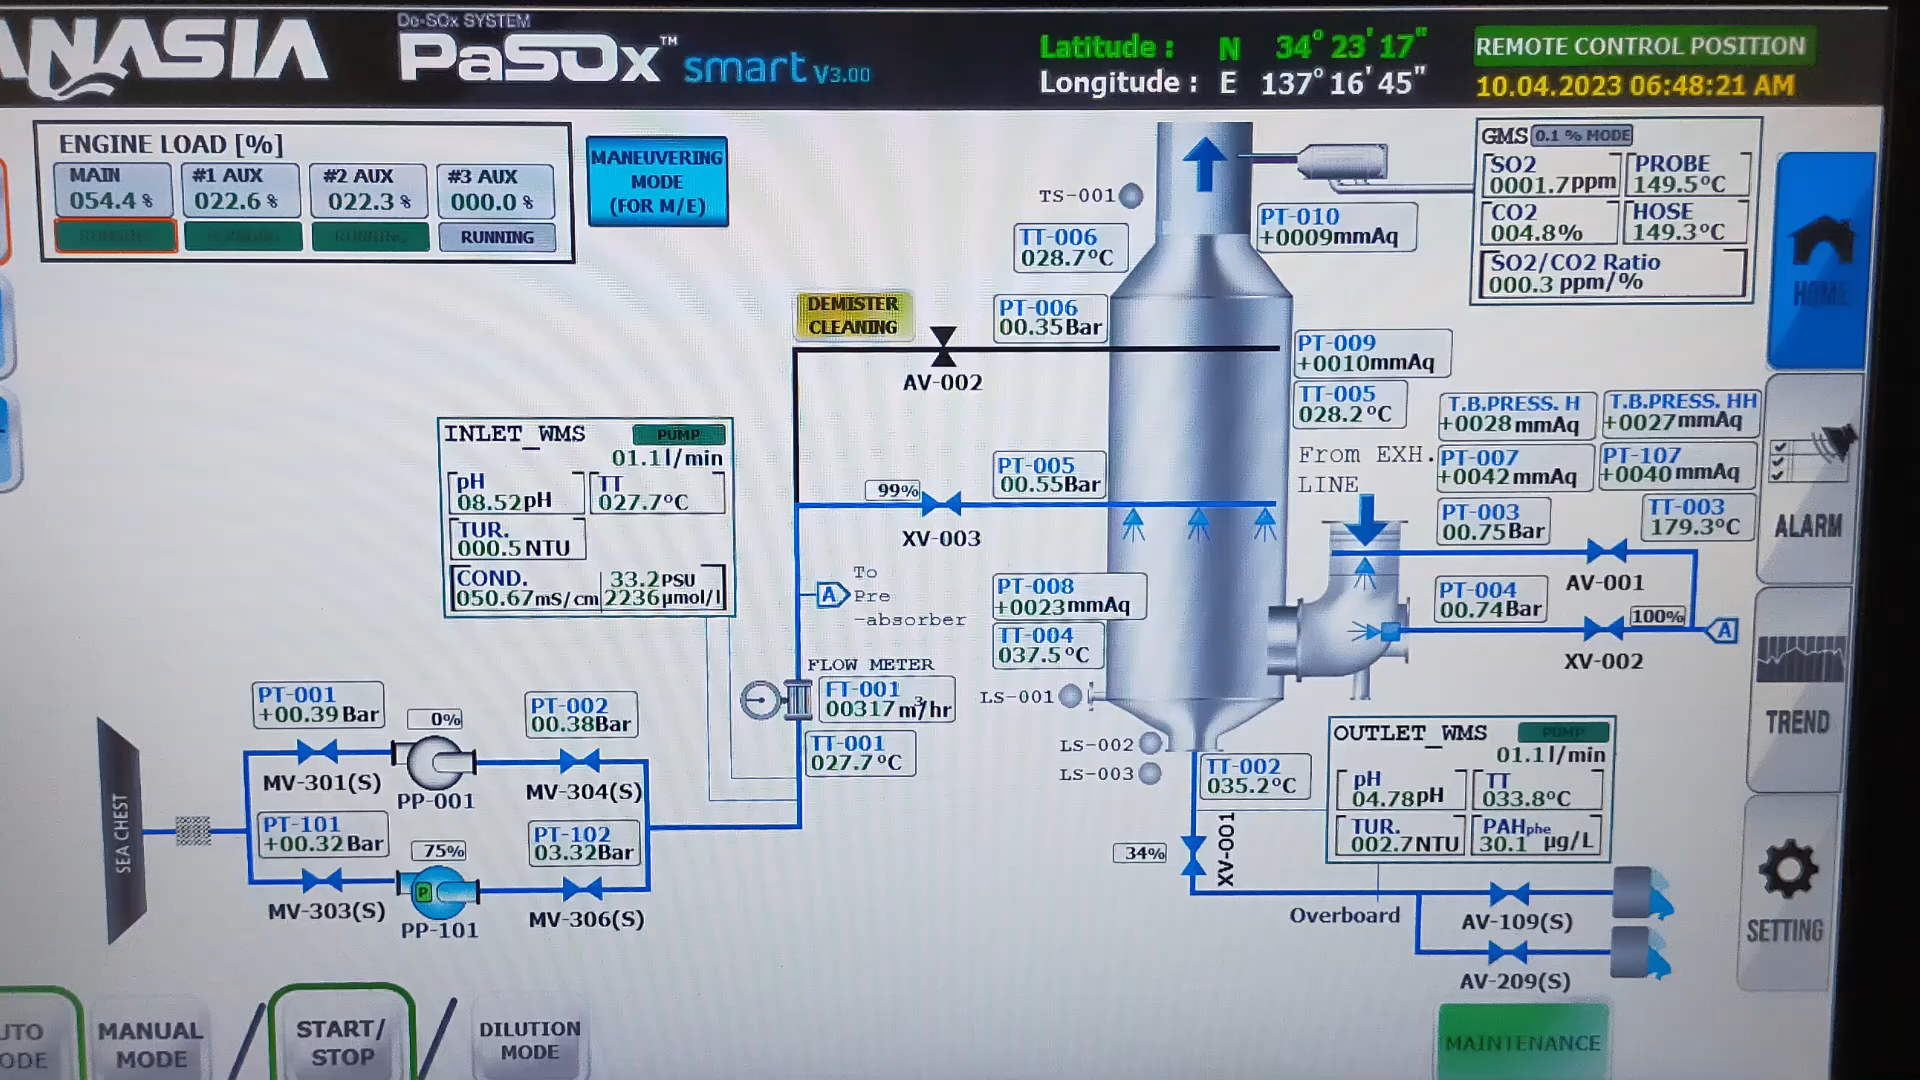 De-SOx SYSTEM
ANASIA PaSOx™ smart V3.00
Latitude : N 34° 23' 17"
Longitude : E 137° 16' 45"
REMOTE CONTROL POSITION
10.04.2023 06:48:21 AM
ENGINE LOAD [%]
MAIN
054.4 %
#1 AUX
022.6 %
RUNNING
#2 AUX
022.3 %
RUNNING
#3 AUX
000.0 %
RUNNING
MANEUVERING
MODE
(FOR M/E)
TS-001
TT-006
028.7°C
PT-010
+0009mmAq
GMS 0.1 % MODE
SO2
0001.7ppm
PROBE
149.5°C
CO2
004.8%
HOSE
149.3°C
SO2/CO2 Ratio
000.3 ppm/%
HOME
DEMISTER
CLEANING
AV-002
PT-006
00.35Bar
PT-009
+0010mmAq
TT-005
028.2°C
T.B.PRESS. H
+0028mmAq
T.B.PRESS. HH
+0027mmAq
From EXH.
LINE
PT-007
+0042mmAq
PT-107
+0040mmAq
PT-003
00.75Bar
TT-003
179.3°C
ALARM
INLET_WMS PUMP
01.1l/min
pH
08.52pH
TT
027.7°C
TUR.
000.5NTU
COND.
050.67mS/cm
33.2PSU
2236µmol/l
99%
XV-003
PT-005
00.55Bar
A
To
Pre
-absorber
PT-008
+0023mmAq
TT-004
037.5°C
AV-001
PT-004
00.74Bar
100%
A
XV-002
FLOW METER
FT-001
00317m³/hr
TT-001
027.7°C
LS-001
LS-002
LS-003
TT-002
035.2°C
34%
XV-001
OUTLET_WMS PUMP
01.1l/min
pH
04.78pH
TT
033.8°C
TUR.
002.7NTU
PAHphe
30.1 µg/L
TREND
SEA CHEST
PT-001
+00.39Bar
0%
PT-002
00.38Bar
MV-301(S)
PP-001
MV-304(S)
PT-101
+00.32Bar
75%
PT-102
03.32Bar
P
MV-303(S)
PP-101
MV-306(S)
Overboard
AV-109(S)
AV-209(S)
SETTING
UTO
ODE
MANUAL
MODE
START/
STOP
DILUTION
MODE
MAINTENANCE